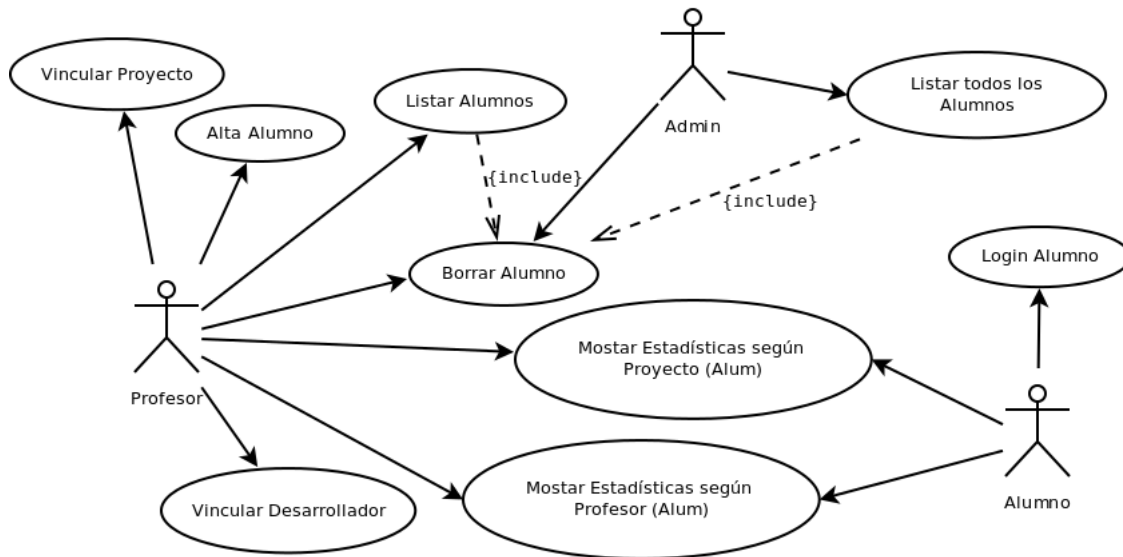 Vincular Proyecto
Alta Alumno
Listar Alumnos
Admin
Listar todos los
Alumnos
{include}
{include}
Borrar Alumno
Login Alumno
Profesor
Mostar Estadísticas según
Proyecto (Alum)
Vincular Desarrollador
Mostar Estadísticas según
Profesor (Alum)
Alumno